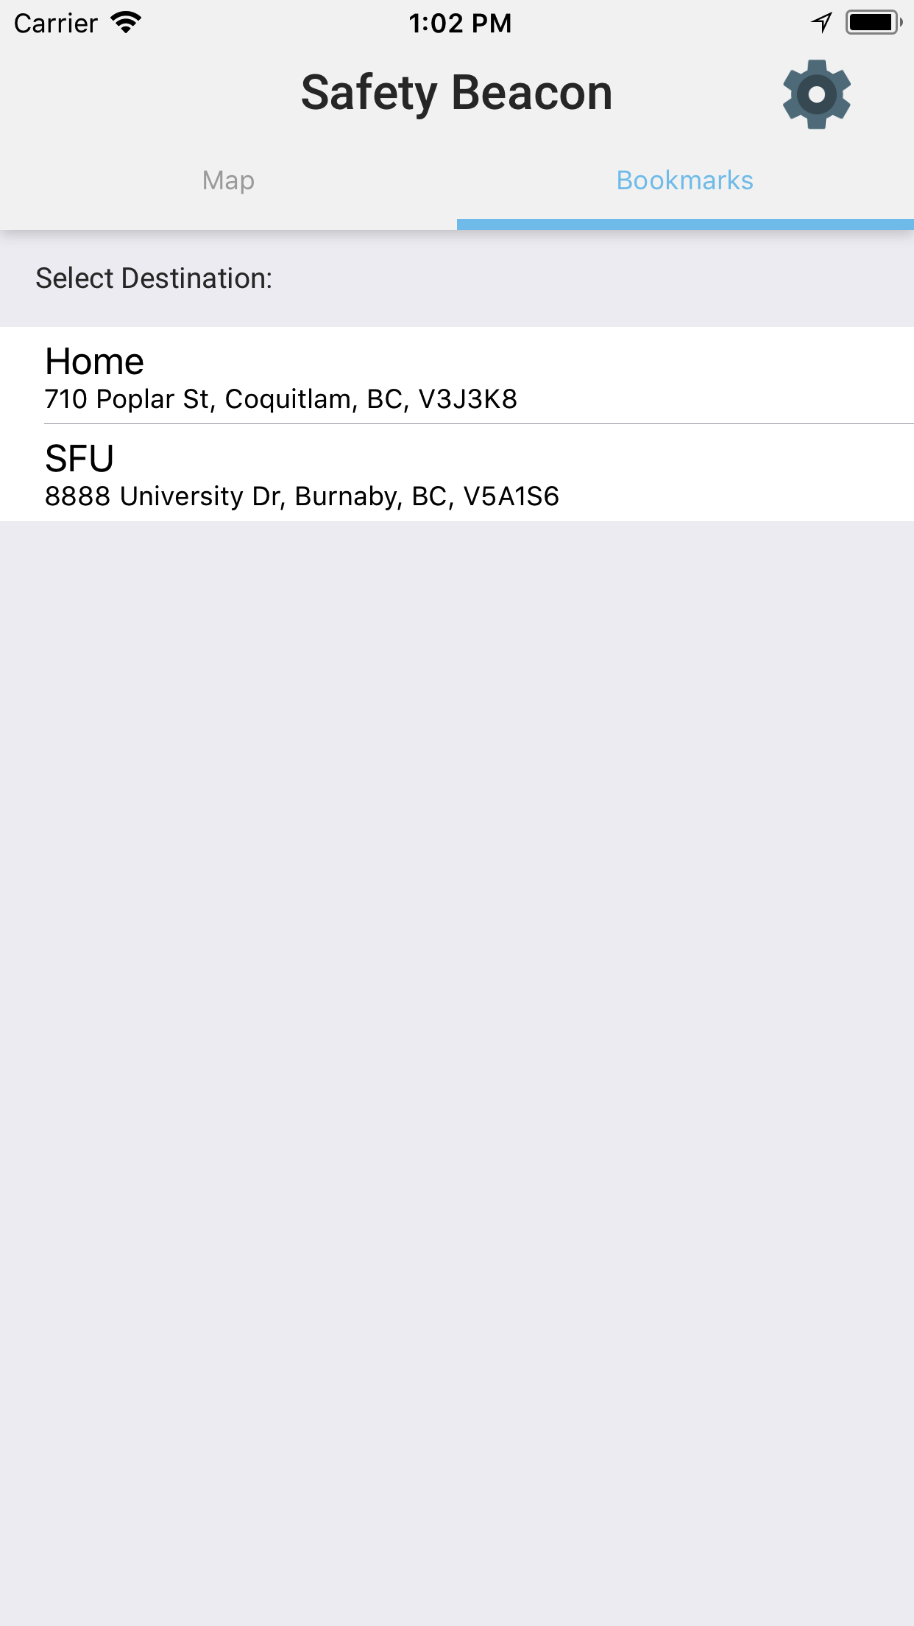 Carrier 1:02 PM
Safety Beacon
Map Bookmarks
Select Destination:
Home
710 Poplar St, Coquitlam, BC, V3J3K8
SFU
8888 University Dr, Burnaby, BC, V5A1S6